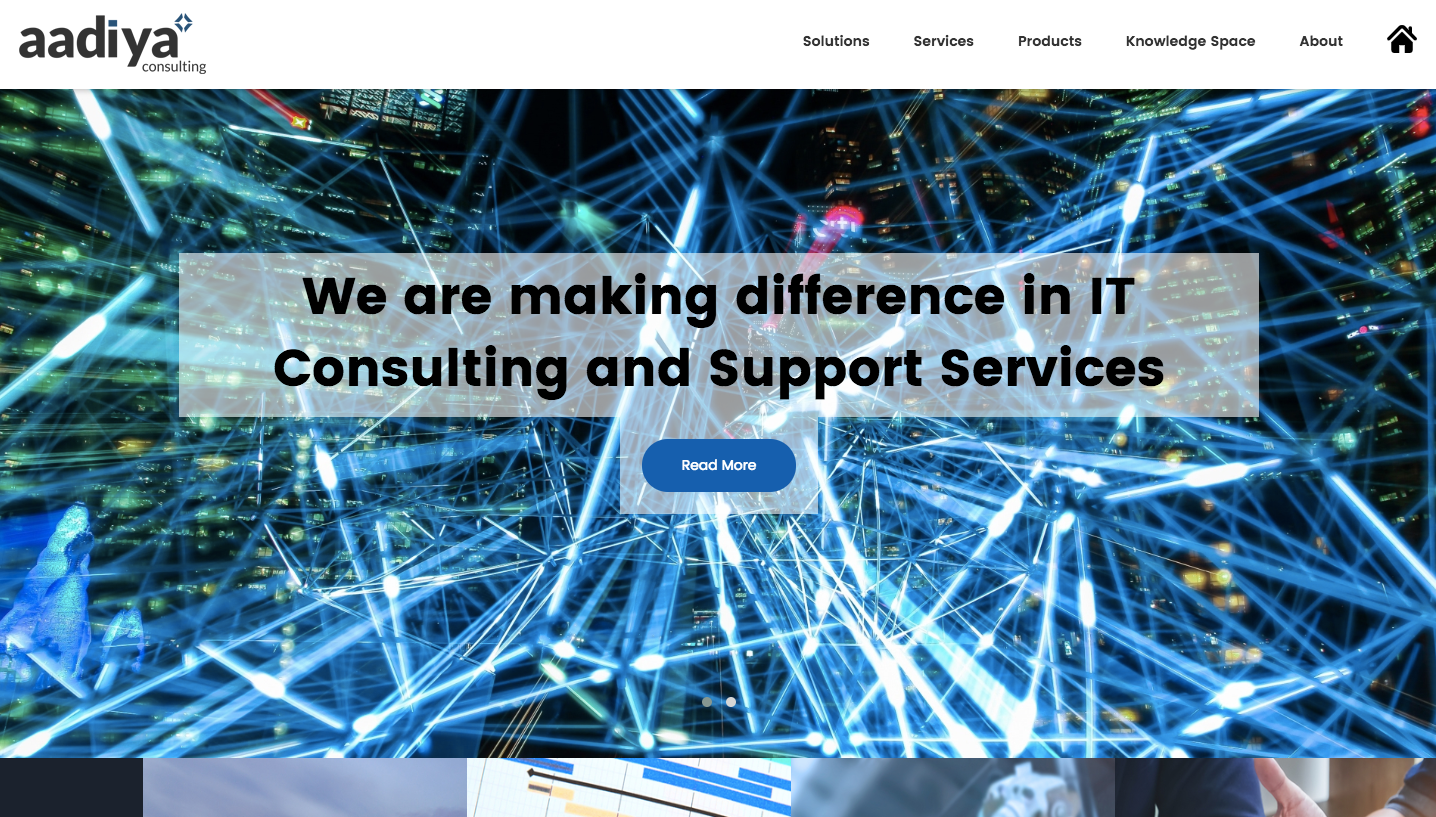 aadiya
consulting
Solutions Services Products Knowledge Space About
We are making difference in IT
Consulting and Support Services
Read More